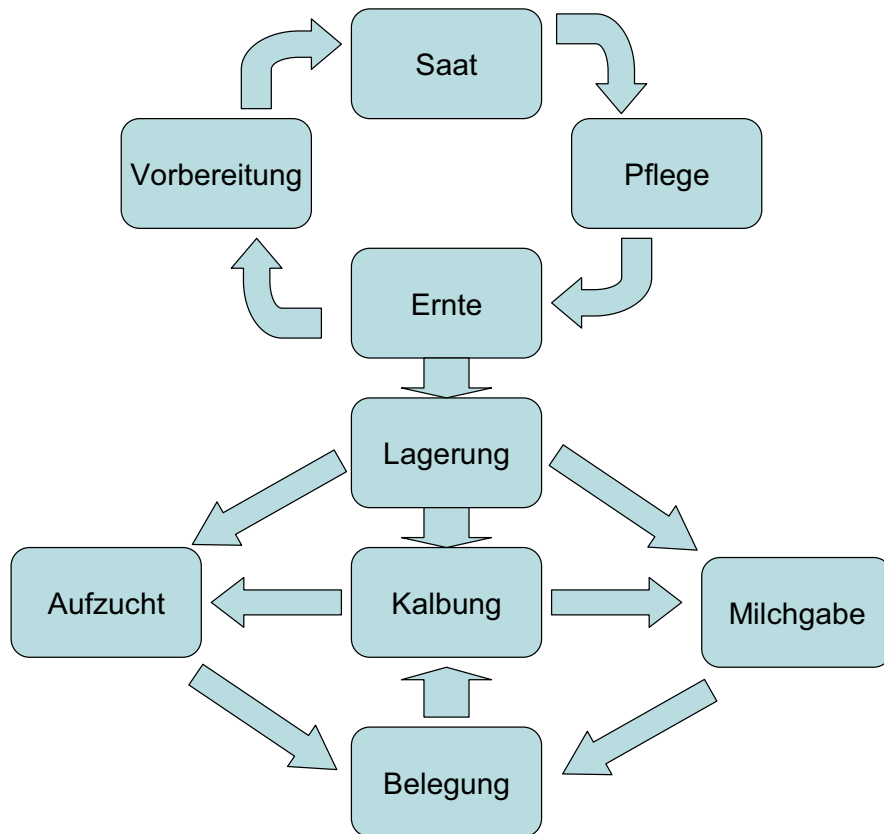 Saat
Vorbereitung
Pflege
Ernte
Lagerung
Aufzucht
Kalbung
Milchgabe
Belegung